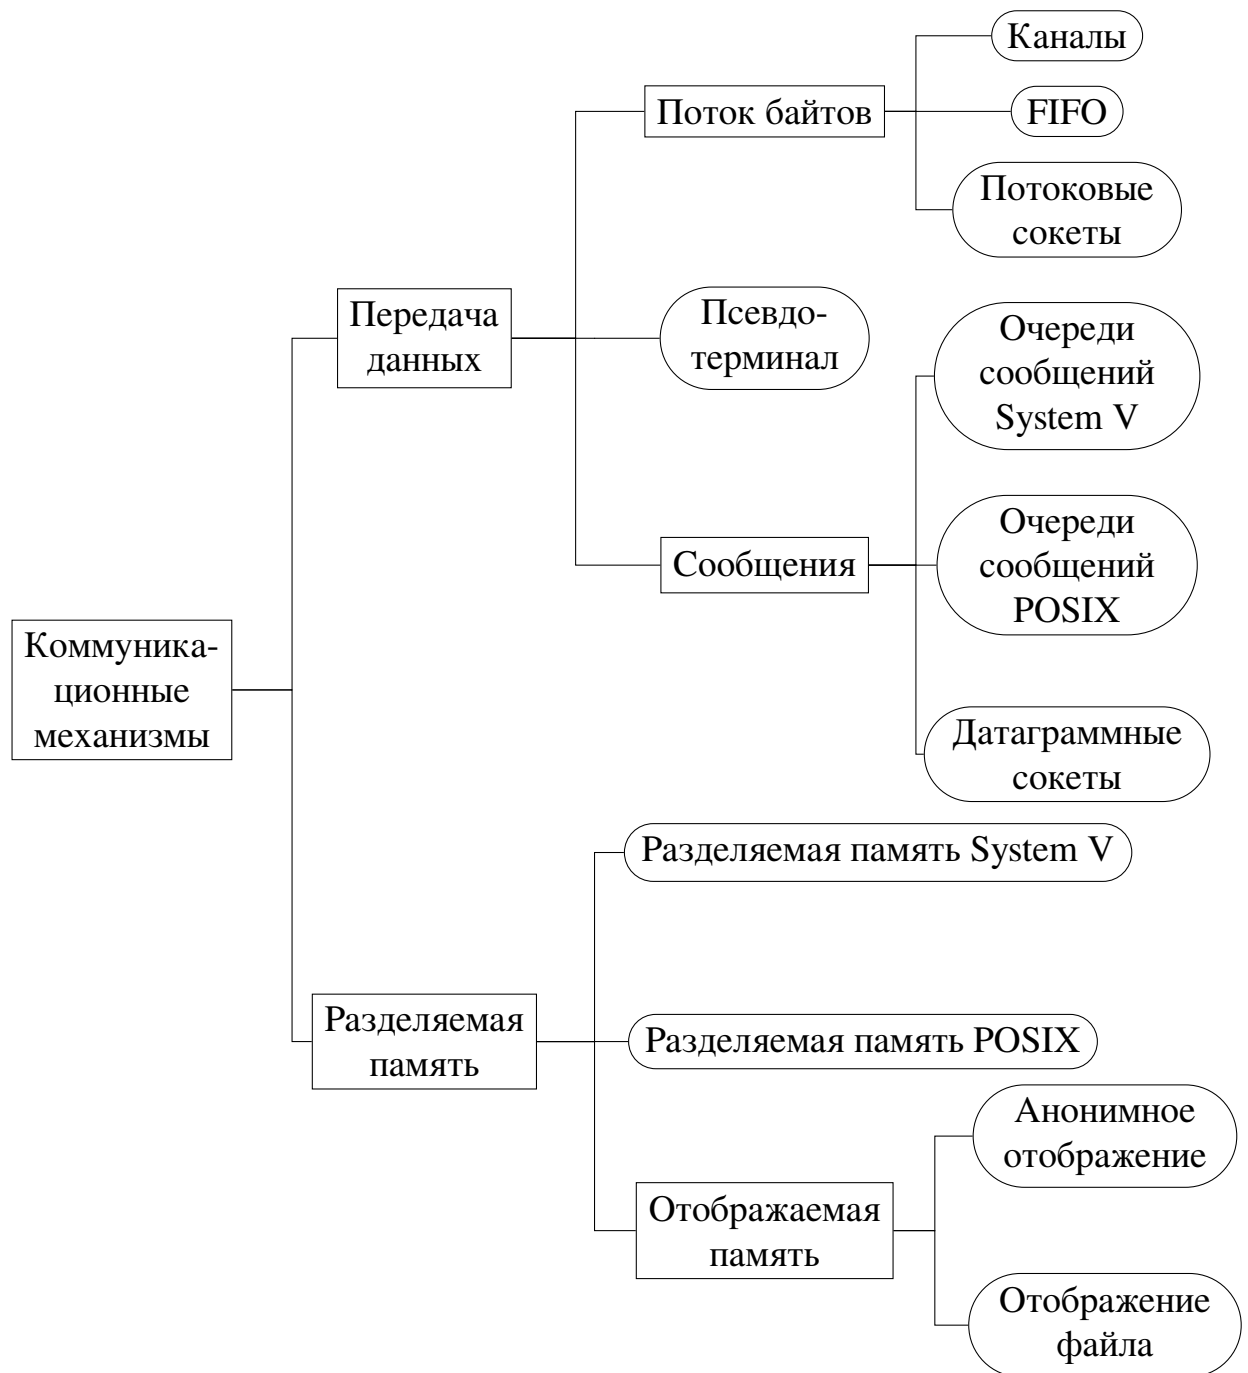 Каналы
Поток байтов
FIFO
Потоковые
сокеты
Передача
данных
Псевдо-
терминал
Очереди
сообщений
System V
Сообщения
Очереди
сообщений
POSIX
Коммуника-
ционные
механизмы
Датаграммные
сокеты
Разделяемая память System V
Разделяемая
память
Разделяемая память POSIX
Анонимное
отображение
Отображаемая
память
Отображение
файла